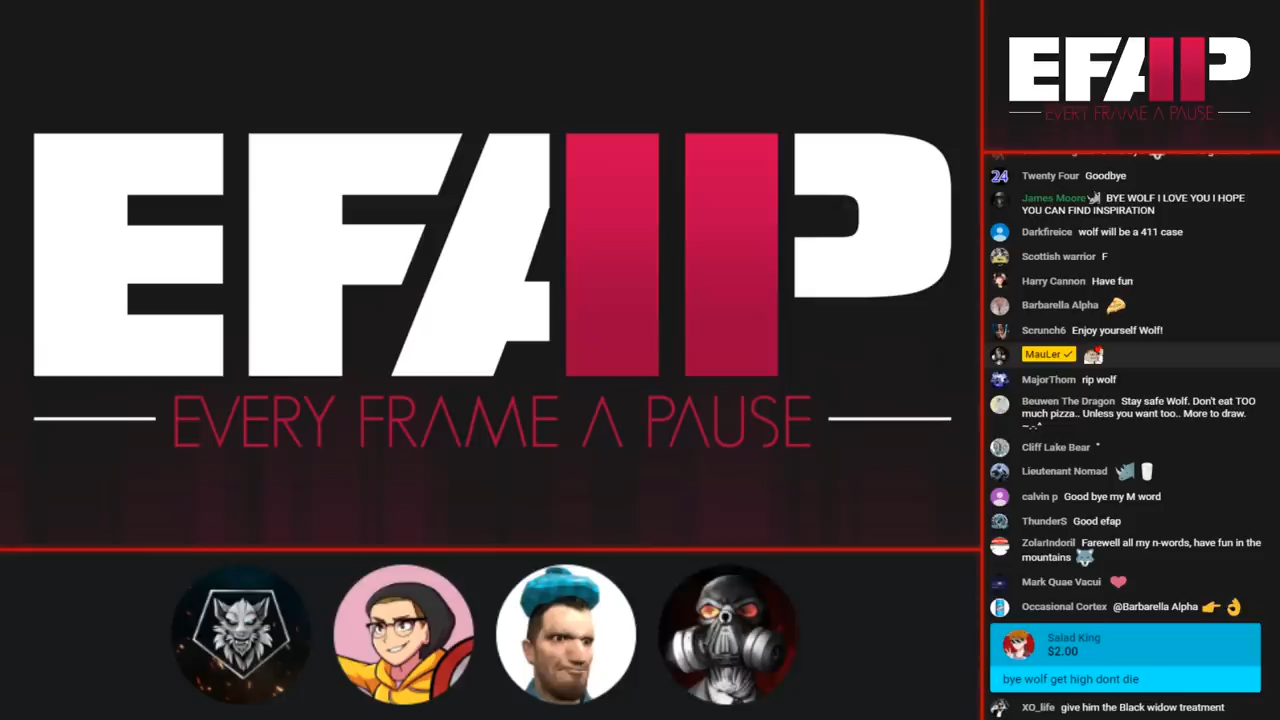 EFAP
EVERY FRAME A PAUSE
EFAP
EVERY FRAME A PAUSE
24
Twenty Four Goodbye
James Moore BYE WOLF I LOVE YOU I HOPE
YOU CAN FIND INSPIRATION
Darkfireice wolf will be a 411 case
Scottish warrior F
Harry Cannon Have fun
Barbarella Alpha 🍕
Scrunch6 Enjoy yourself Wolf!
MauLer ✓
MajorThom rip wolf
Beuwen The Dragon Stay safe Wolf. Don't eat TOO
much pizza.. Unless you want too.. More to draw.
~.-.^
Cliff Lake Bear "
Lieutenant Nomad
calvin p Good bye my M word
ThunderS Good efap
ZolarIndoril Farewell all my n-words, have fun in the
mountains
Mark Quae Vacui ❤
Occasional Cortex @Barbarella Alpha 👉 👌
Salad King
$2.00
bye wolf get high dont die
XO_life give him the Black widow treatment